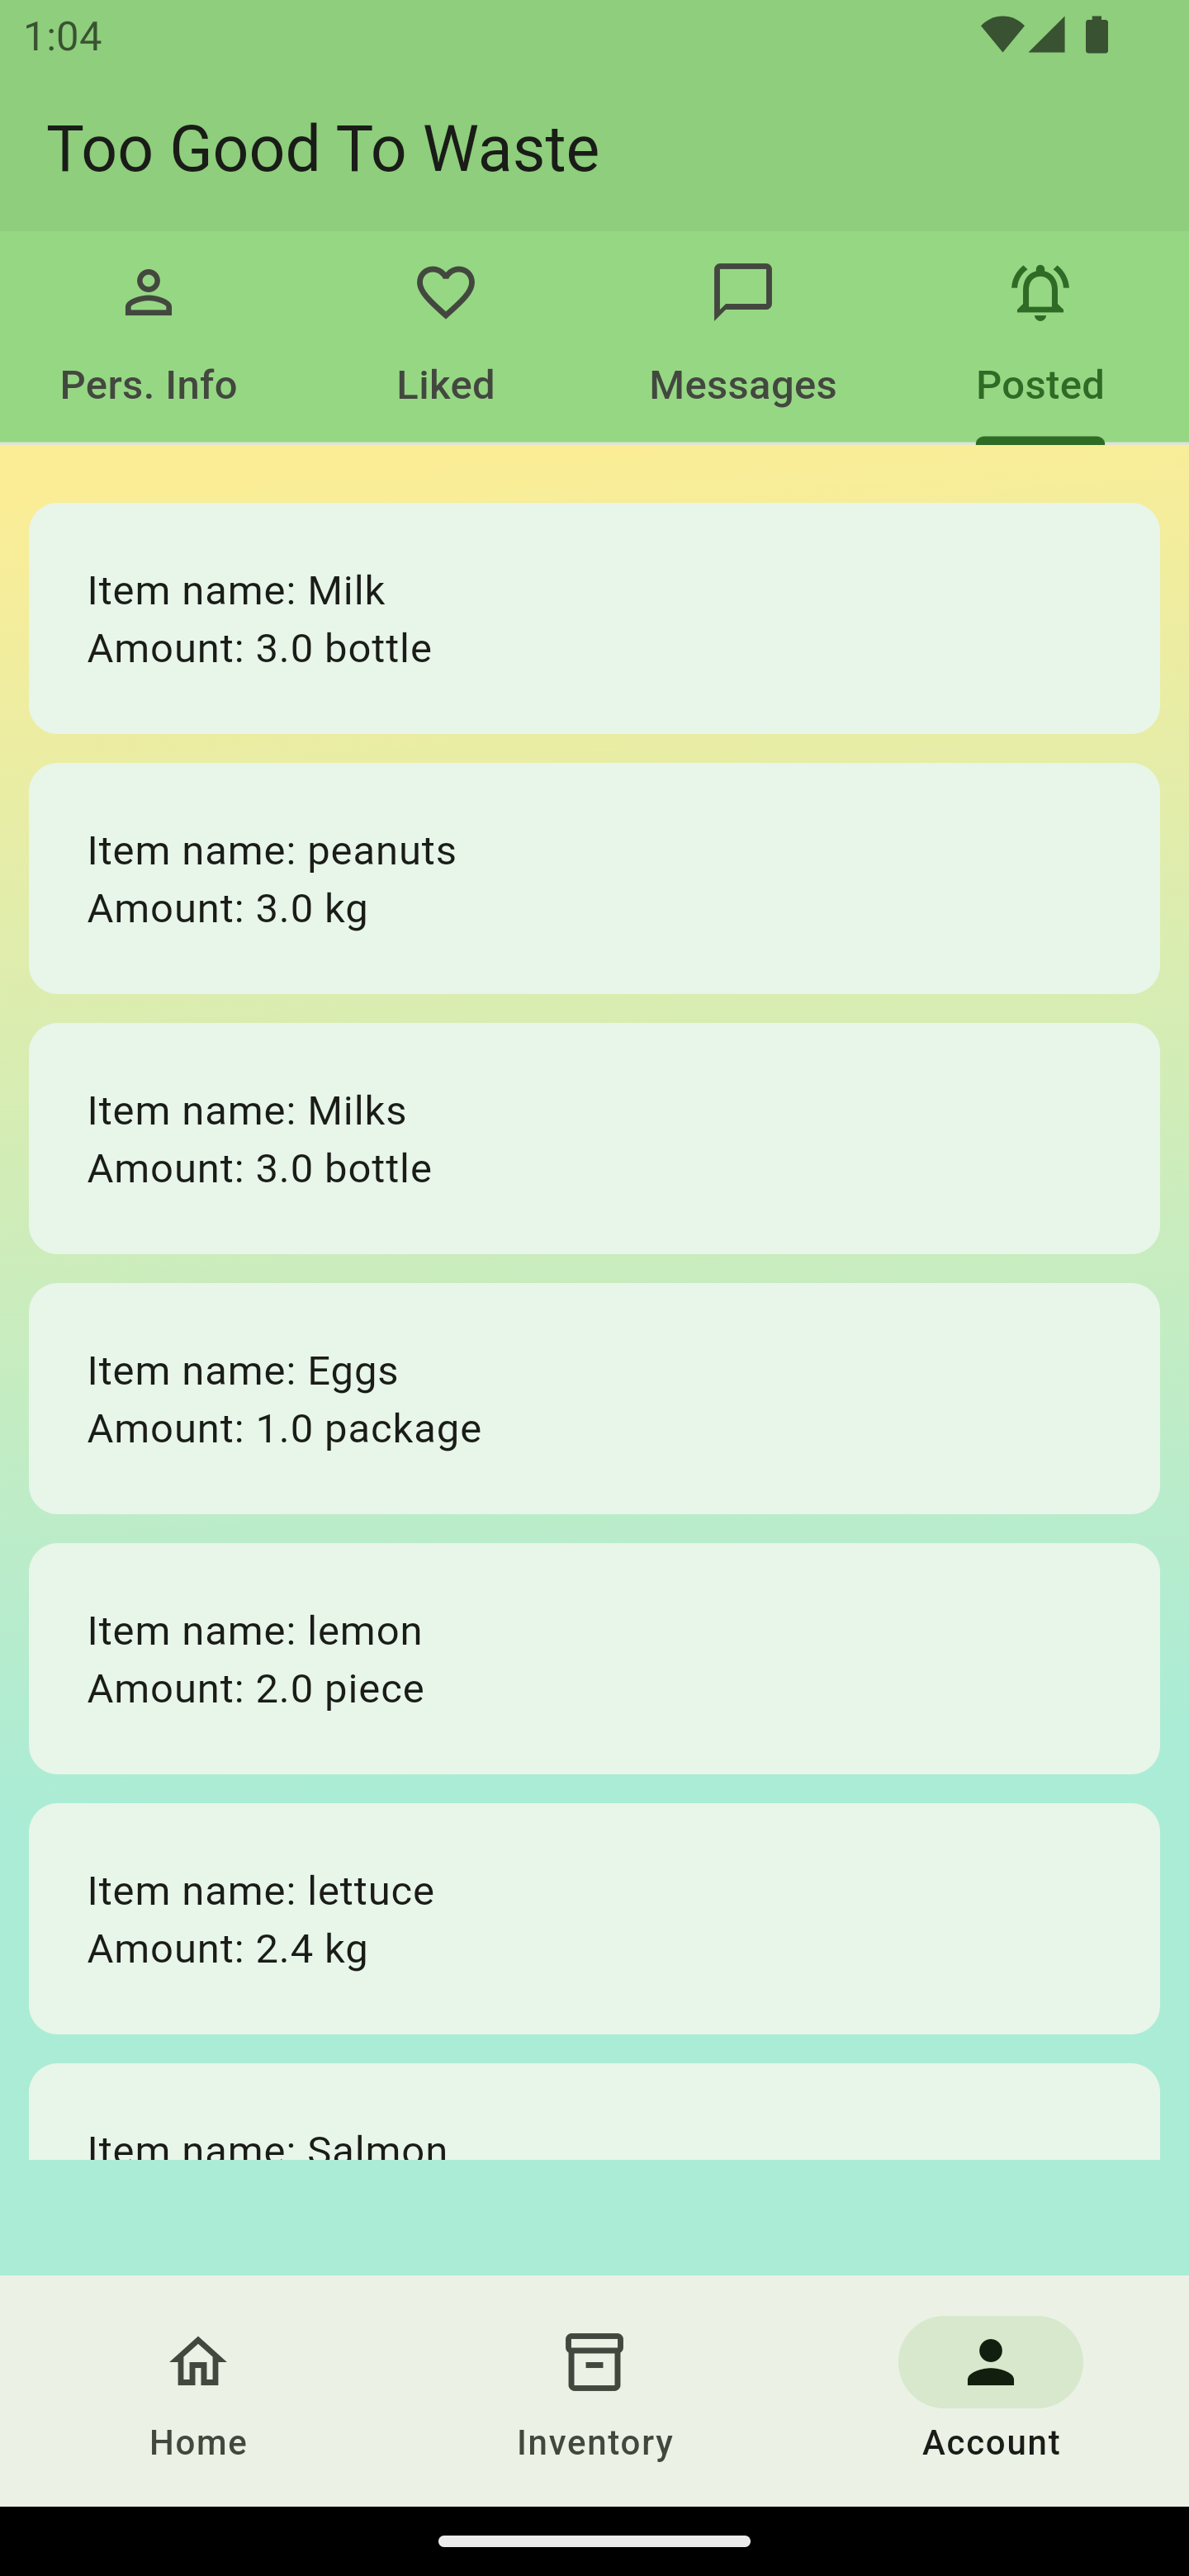 1:04
Too Good To Waste
Pers. Info
Liked
Messages
Posted
Item name: Milk
Amount: 3.0 bottle
Item name: peanuts
Amount: 3.0 kg
Item name: Milks
Amount: 3.0 bottle
Item name: Eggs
Amount: 1.0 package
Item name: lemon
Amount: 2.0 piece
Item name: lettuce
Amount: 2.4 kg
Item name: Salmon
Home
Inventory
Account